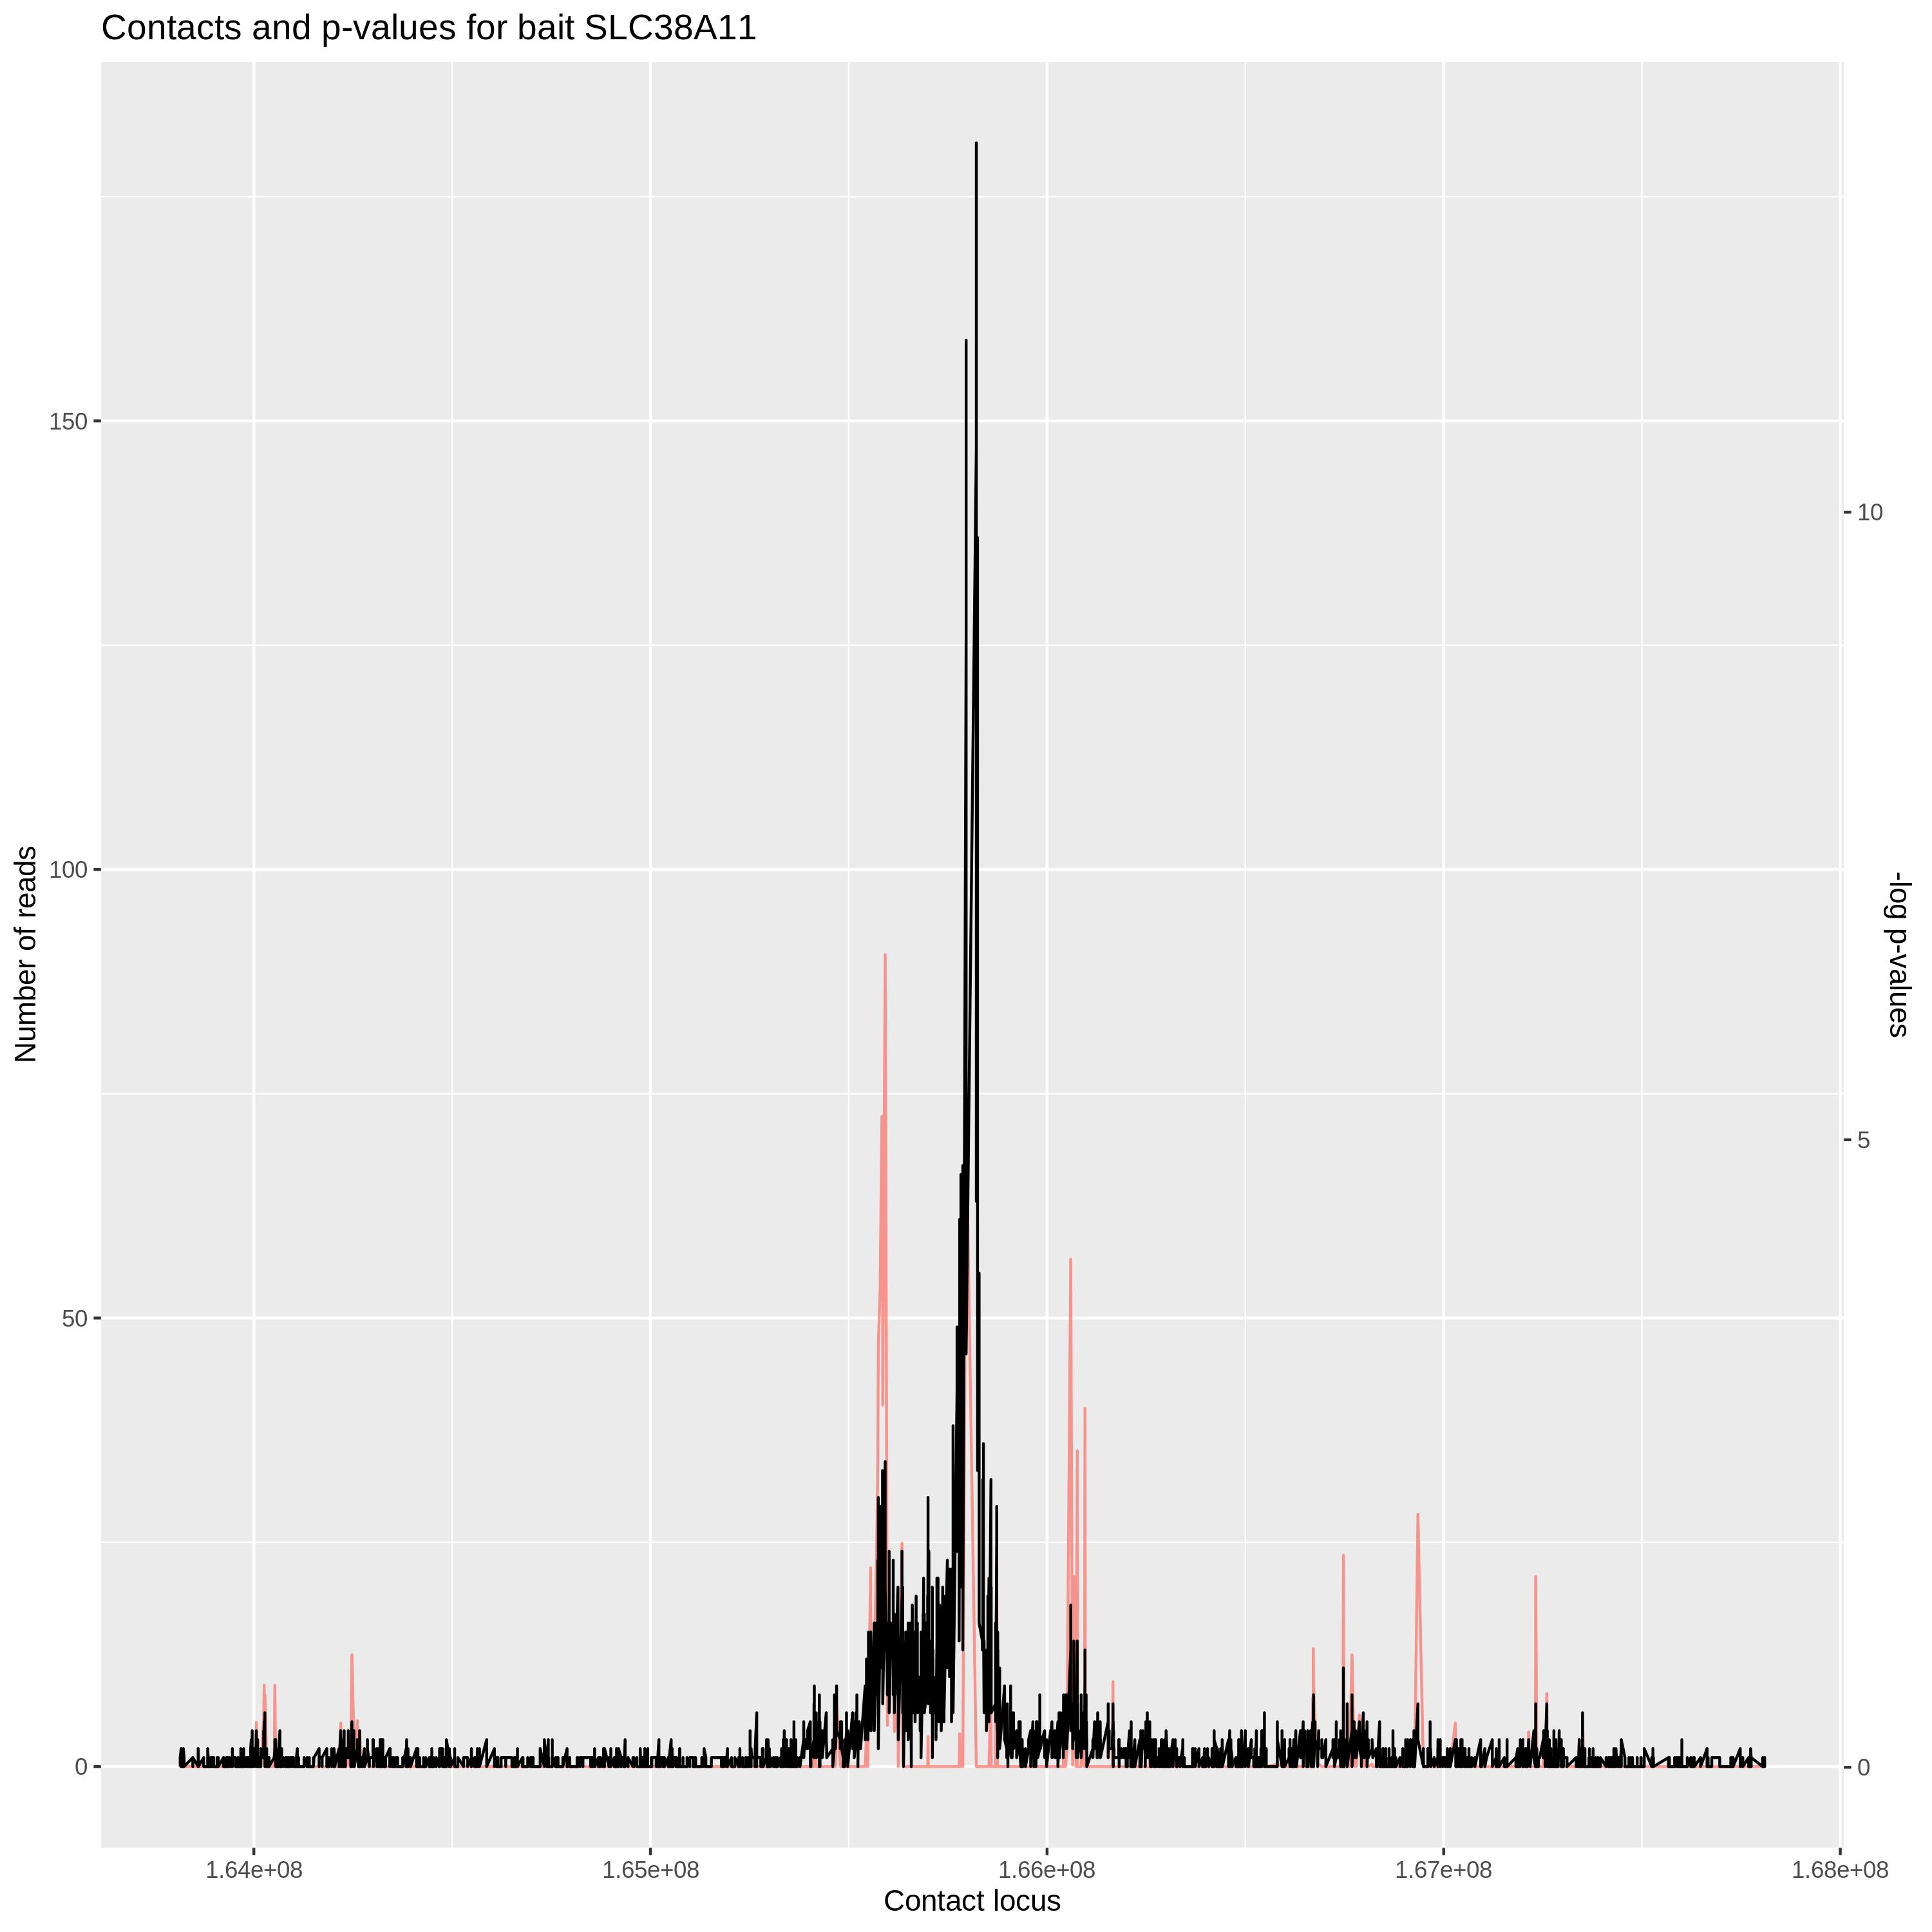 Contacts and p-values for bait SLC38A11
150
100
50
0
Number of reads
10
5
0
-log p-values
1.64e+08
1.65e+08
1.66e+08
1.67e+08
1.68e+08
Contact locus